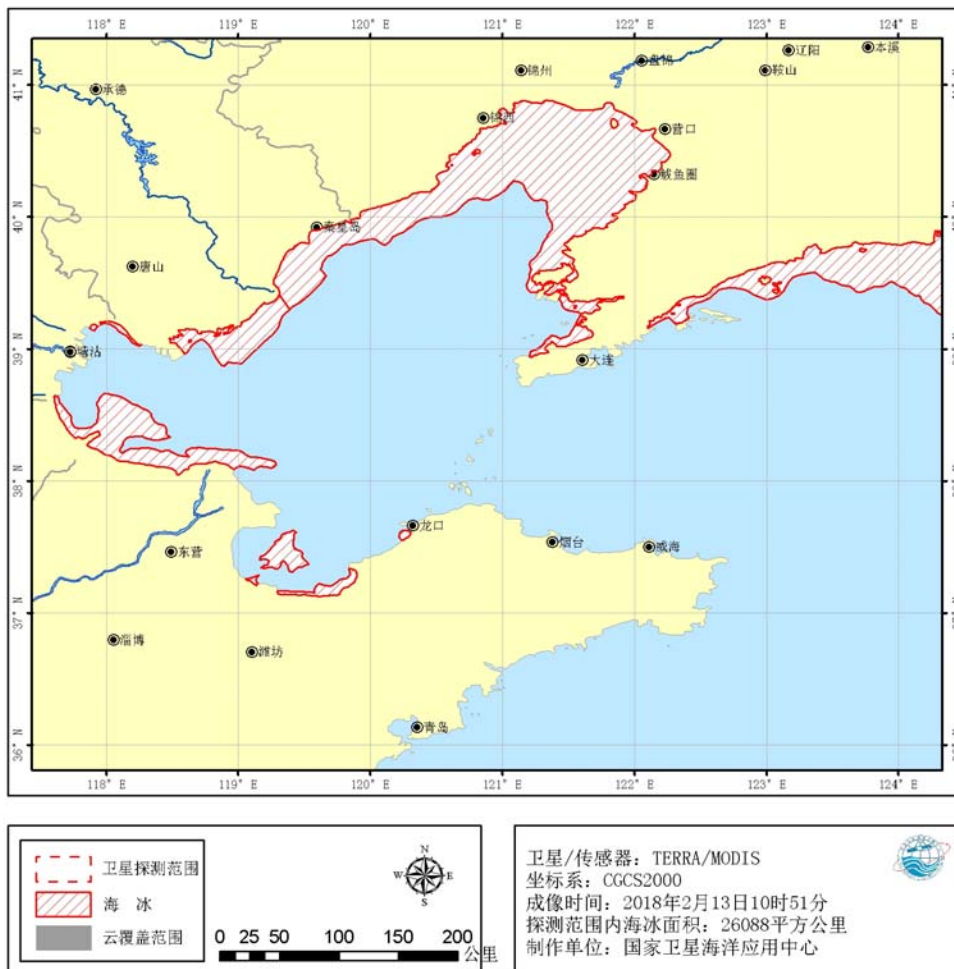 118° E 119° E 120° E 121° E 122° E 123° E 124° E
41° N
40° N
39° N
38° N
37° N
36° N
承德
锦州
盘锦
辽阳
本溪
鞍山
锦西
营口
鲅鱼圈
秦皇岛
唐山
塘沽
大连
龙口
烟台
威海
东营
淄博
潍坊
青岛
118° E 119° E 120° E 121° E 122° E 123° E 124° E
卫星探测范围
海 冰
云覆盖范围
N
W E
S
0 25 50 100 150 200
公里
卫星/传感器: TERRA/MODIS
坐标系: CGCS2000
成像时间: 2018年2月13日10时51分
探测范围内海冰面积: 26088平方公里
制作单位: 国家卫星海洋应用中心